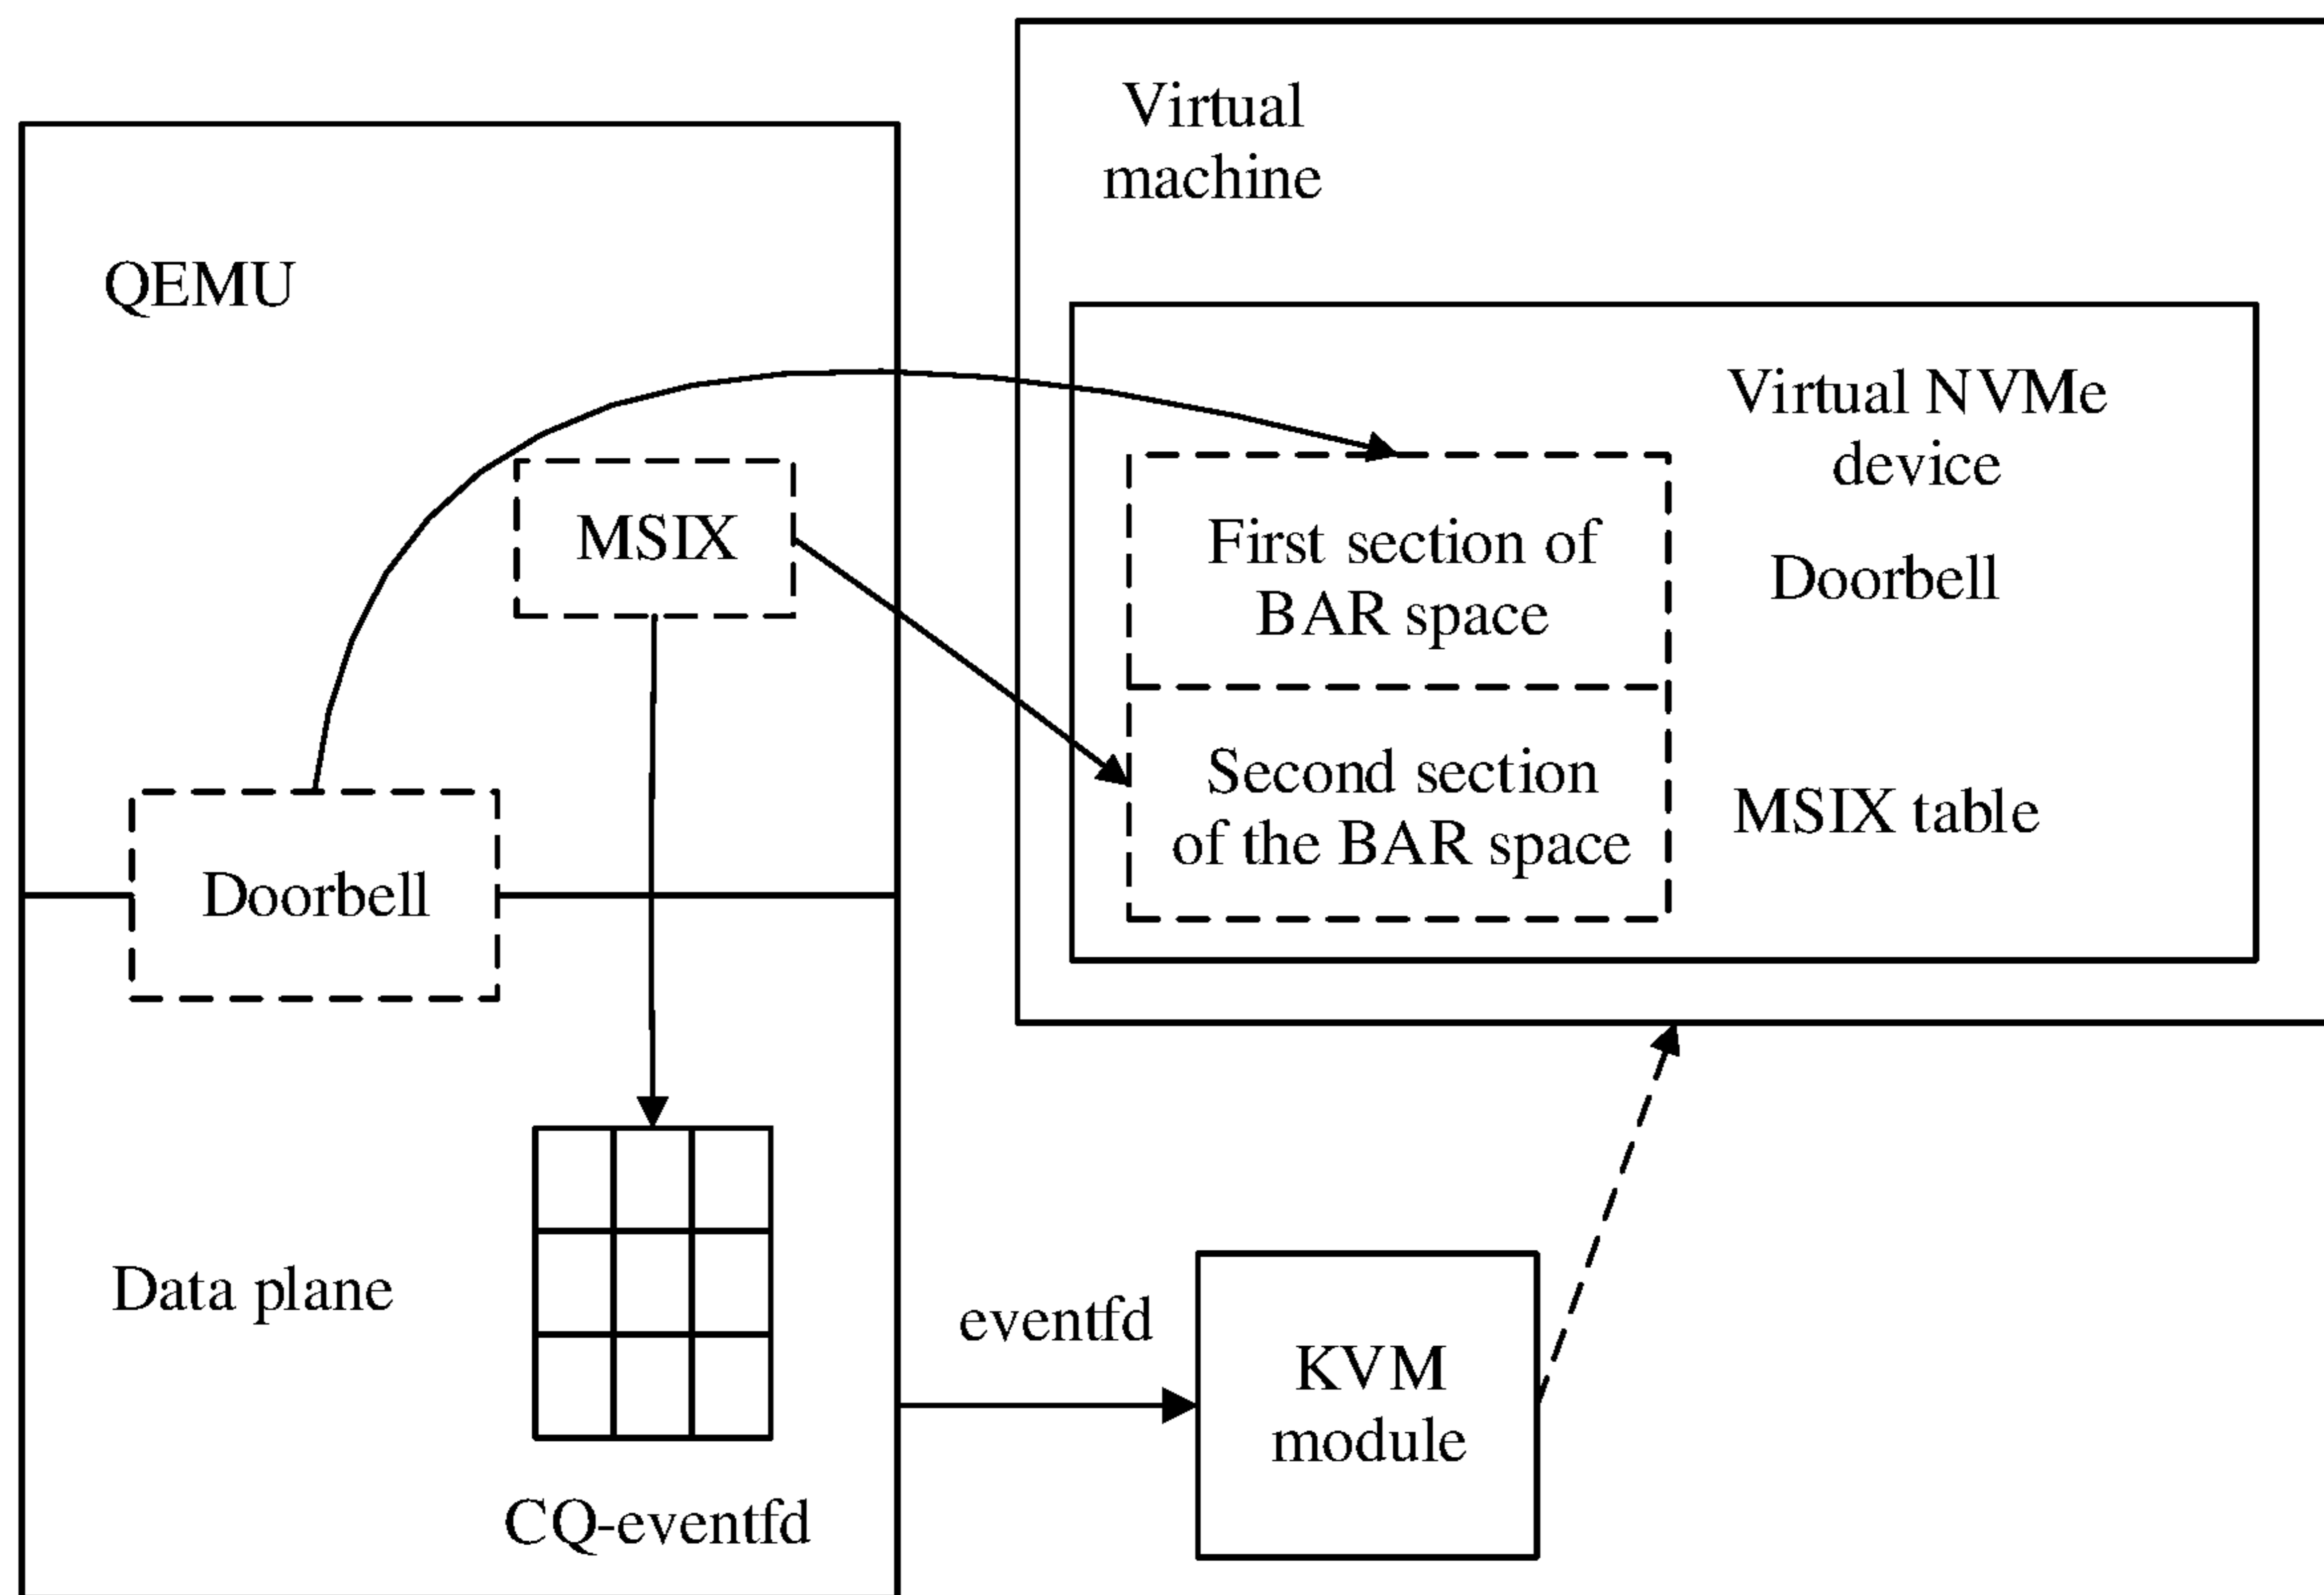 Virtual
machine
QEMU
Virtual NVMe
device
MSIX
First section of
BAR space
Doorbell
Second section
of the BAR space
MSIX table
Doorbell
Data plane
eventfd
KVM
module
CQ-eventfd